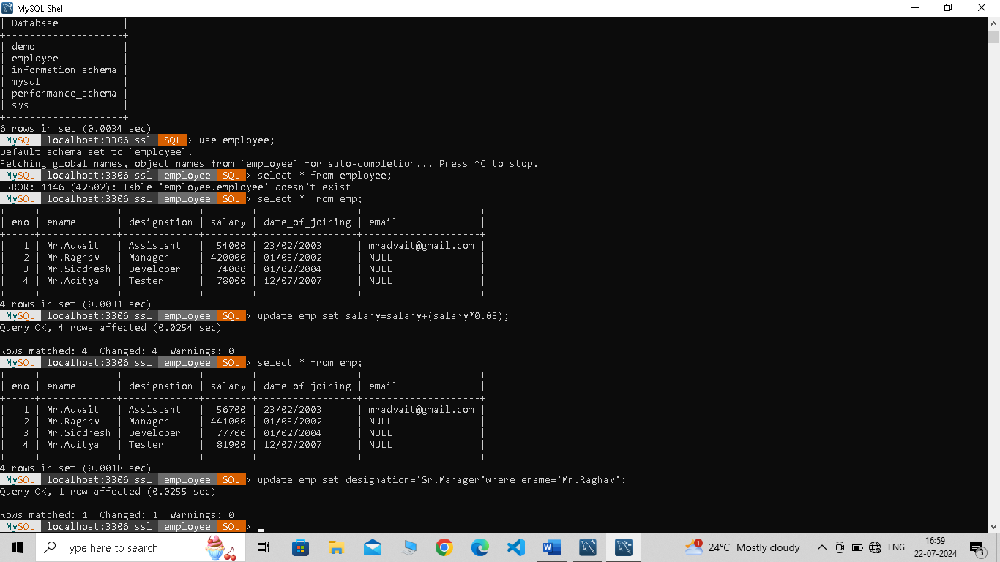 MySQL Shell
| Database           |
+--------------------+
| demo               |
| employee           |
| information_schema |
| mysql              |
| performance_schema |
| sys                |
+--------------------+
6 rows in set (0.0034 sec)
MySQL localhost:3306 ssl SQL > use employee;
Default schema set to `employee`.
Fetching global names, object names from `employee` for auto-completion... Press ^C to stop.
MySQL localhost:3306 ssl employee SQL > select * from employee;
ERROR: 1146 (42S02): Table 'employee.employee' doesn't exist
MySQL localhost:3306 ssl employee SQL > select * from emp;
+-----+-------------+-------------+--------+-----------------+--------------------+
| eno | ename       | designation | salary | date_of_joining | email              |
+-----+-------------+-------------+--------+-----------------+--------------------+
|   1 | Mr.Advait   | Assistant   |  54000 | 23/02/2003      | mradvait@gmail.com |
|   2 | Mr.Raghav   | Manager     | 420000 | 01/03/2002      | NULL               |
|   3 | Mr.Siddhesh | Developer   |  74000 | 01/02/2004      | NULL               |
|   4 | Mr.Aditya   | Tester      |  78000 | 12/07/2007      | NULL               |
+-----+-------------+-------------+--------+-----------------+--------------------+
4 rows in set (0.0031 sec)
MySQL localhost:3306 ssl employee SQL > update emp set salary=salary+(salary*0.05);
Query OK, 4 rows affected (0.0254 sec)

Rows matched: 4  Changed: 4  Warnings: 0
MySQL localhost:3306 ssl employee SQL > select * from emp;
+-----+-------------+-------------+--------+-----------------+--------------------+
| eno | ename       | designation | salary | date_of_joining | email              |
+-----+-------------+-------------+--------+-----------------+--------------------+
|   1 | Mr.Advait   | Assistant   |  56700 | 23/02/2003      | mradvait@gmail.com |
|   2 | Mr.Raghav   | Manager     | 441000 | 01/03/2002      | NULL               |
|   3 | Mr.Siddhesh | Developer   |  77700 | 01/02/2004      | NULL               |
|   4 | Mr.Aditya   | Tester      |  81900 | 12/07/2007      | NULL               |
+-----+-------------+-------------+--------+-----------------+--------------------+
4 rows in set (0.0018 sec)
MySQL localhost:3306 ssl employee SQL > update emp set designation='Sr.Manager'where ename='Mr.Raghav';
Query OK, 1 row affected (0.0255 sec)

Rows matched: 1  Changed: 1  Warnings: 0
MySQL localhost:3306 ssl employee SQL >
Type here to search
W
1
24°C Mostly cloudy
ENG
16:59
22-07-2024
3